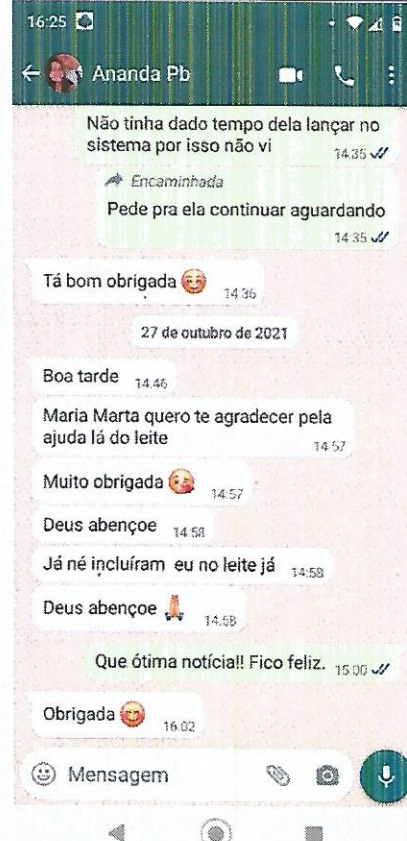 16:25
Ananda Pb
Não tinha dado tempo dela lançar no
sistema por isso não vi
14:35
Encaminhada
Pede pra ela continuar aguardando
14:35
Tá bom obrigada
14:36
27 de outubro de 2021
Boa tarde 14:46
Maria Marta quero te agradecer pela
ajuda lá do leite
14:57
Muito obrigada 14:57
Deus abençoe 14:58
Já né incluíram eu no leite já 14:58
Deus abençoe 14:58
Que ótima notícia!! Fico feliz. 15:00
Obrigada 16:02
Mensagem